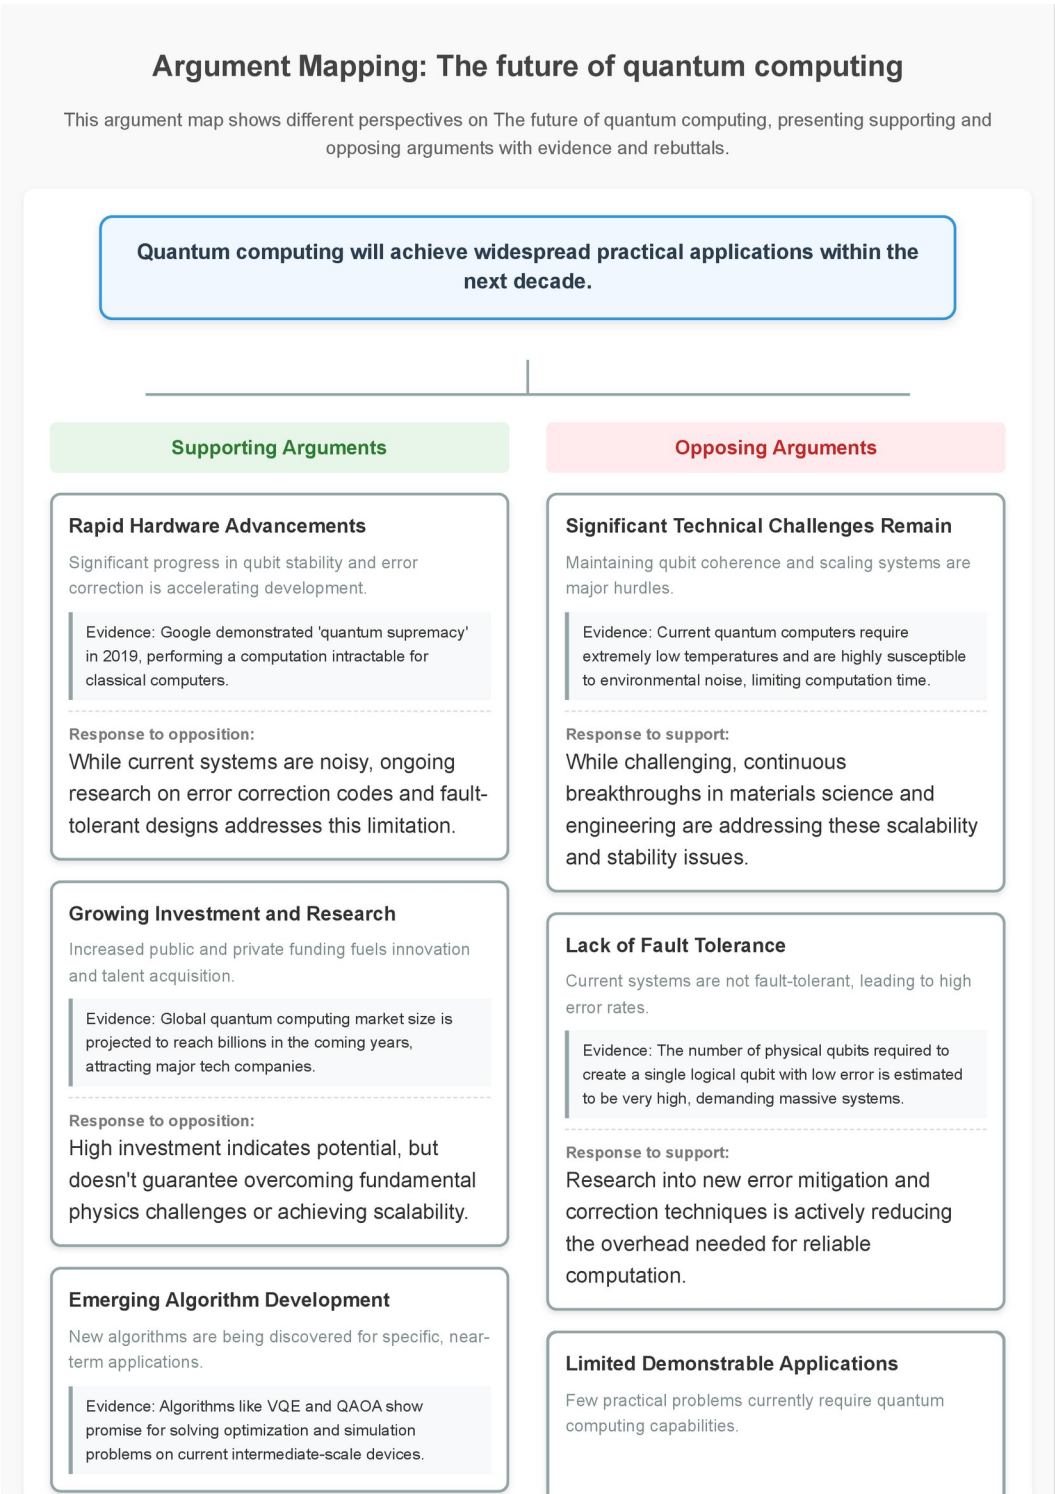 Argument Mapping: The future of quantum computing
This argument map shows different perspectives on The future of quantum computing, presenting supporting and
opposing arguments with evidence and rebuttals.
Quantum computing will achieve widespread practical applications within the
next decade.
Supporting Arguments
Rapid Hardware Advancements
Significant progress in qubit stability and error
correction is accelerating development.
Evidence: Google demonstrated 'quantum supremacy'
in 2019, performing a computation intractable for
classical computers.
Response to opposition:
While current systems are noisy, ongoing
research on error correction codes and fault-
tolerant designs addresses this limitation.
Growing Investment and Research
Increased public and private funding fuels innovation
and talent acquisition.
Evidence: Global quantum computing market size is
projected to reach billions in the coming years,
attracting major tech companies.
Response to opposition:
High investment indicates potential, but
doesn't guarantee overcoming fundamental
physics challenges or achieving scalability.
Emerging Algorithm Development
New algorithms are being discovered for specific, near-
term applications.
Evidence: Algorithms like VQE and QAOA show
promise for solving optimization and simulation
problems on current intermediate-scale devices.
Opposing Arguments
Significant Technical Challenges Remain
Maintaining qubit coherence and scaling systems are
major hurdles.
Evidence: Current quantum computers require
extremely low temperatures and are highly susceptible
to environmental noise, limiting computation time.
Response to support:
While challenging, continuous
breakthroughs in materials science and
engineering are addressing these scalability
and stability issues.
Lack of Fault Tolerance
Current systems are not fault-tolerant, leading to high
error rates.
Evidence: The number of physical qubits required to
create a single logical qubit with low error is estimated
to be very high, demanding massive systems.
Response to support:
Research into new error mitigation and
correction techniques is actively reducing
the overhead needed for reliable
computation.
Limited Demonstrable Applications
Few practical problems currently require quantum
computing capabilities.